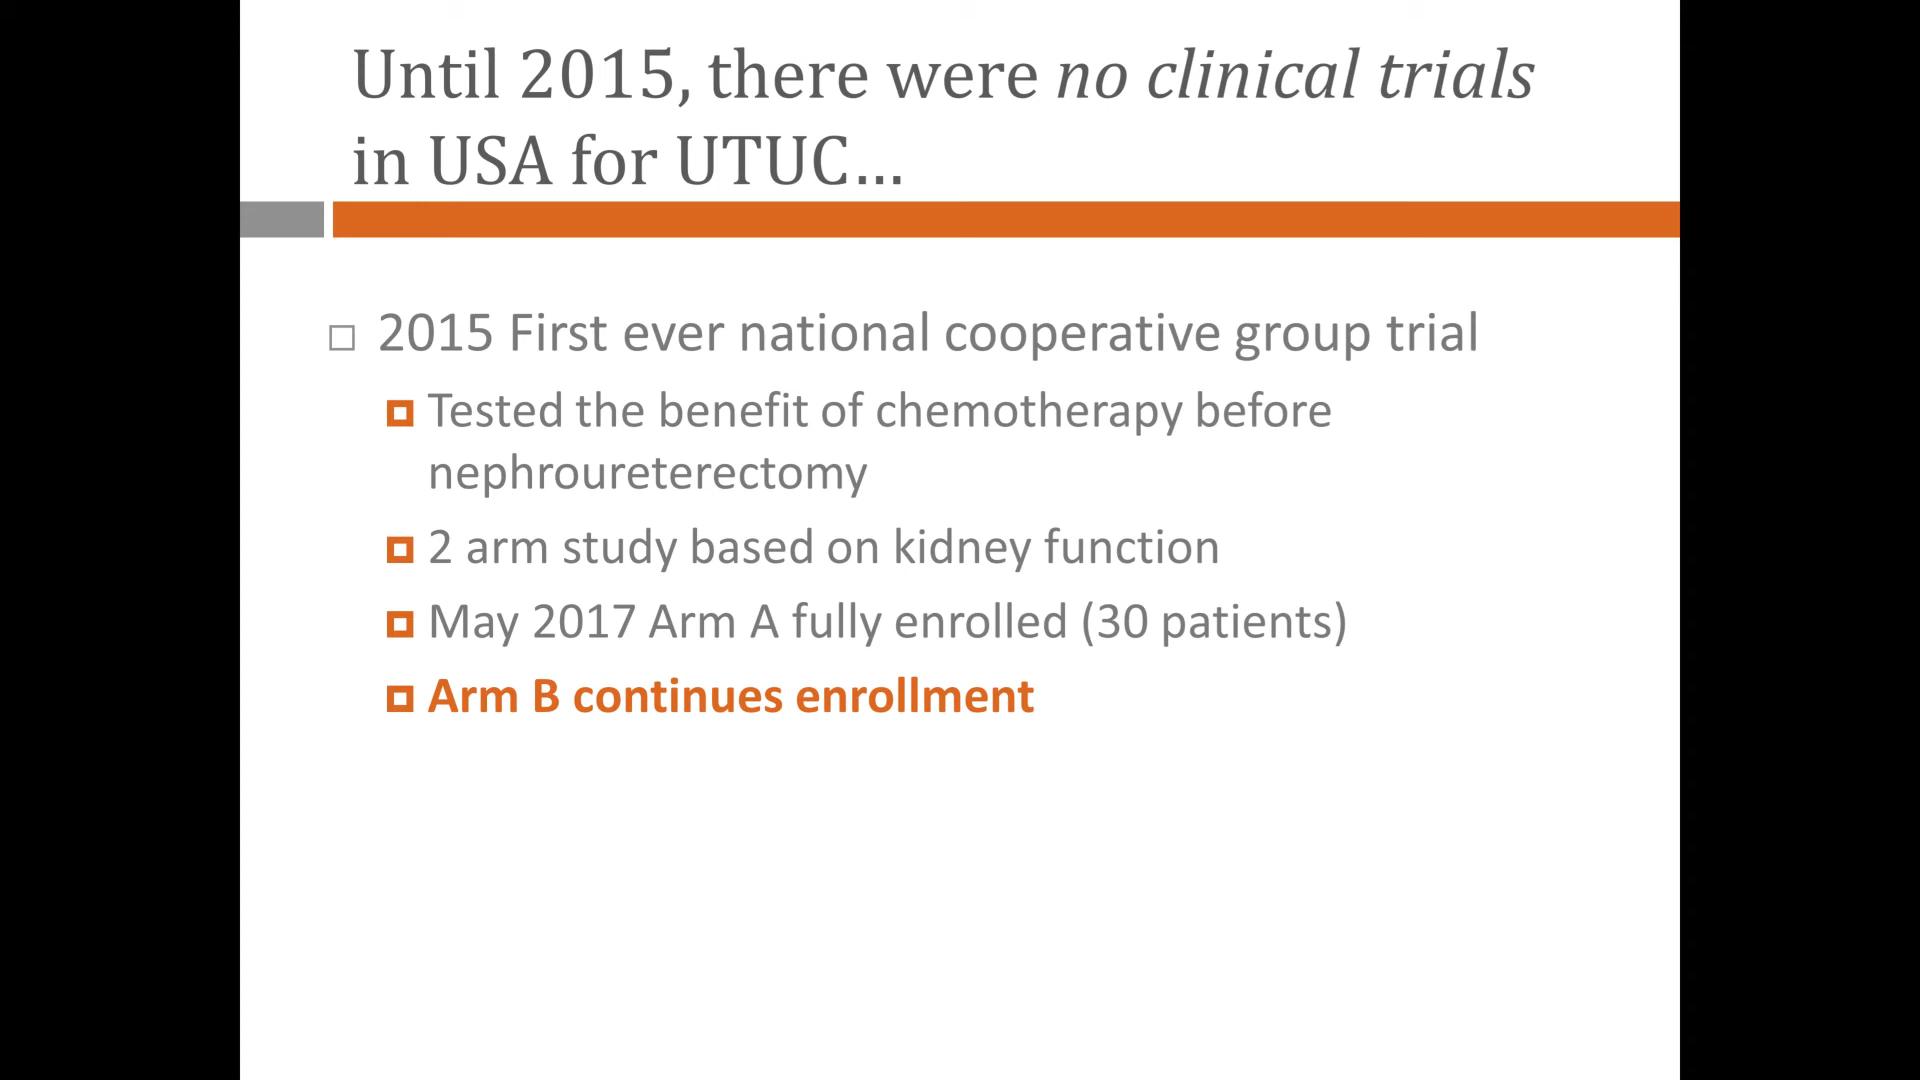 Until 2015, there were no clinical trials
in USA for UTUC…
2015 First ever national cooperative group trial
Tested the benefit of chemotherapy before
nephroureterectomy
2 arm study based on kidney function
May 2017 Arm A fully enrolled (30 patients)
Arm B continues enrollment